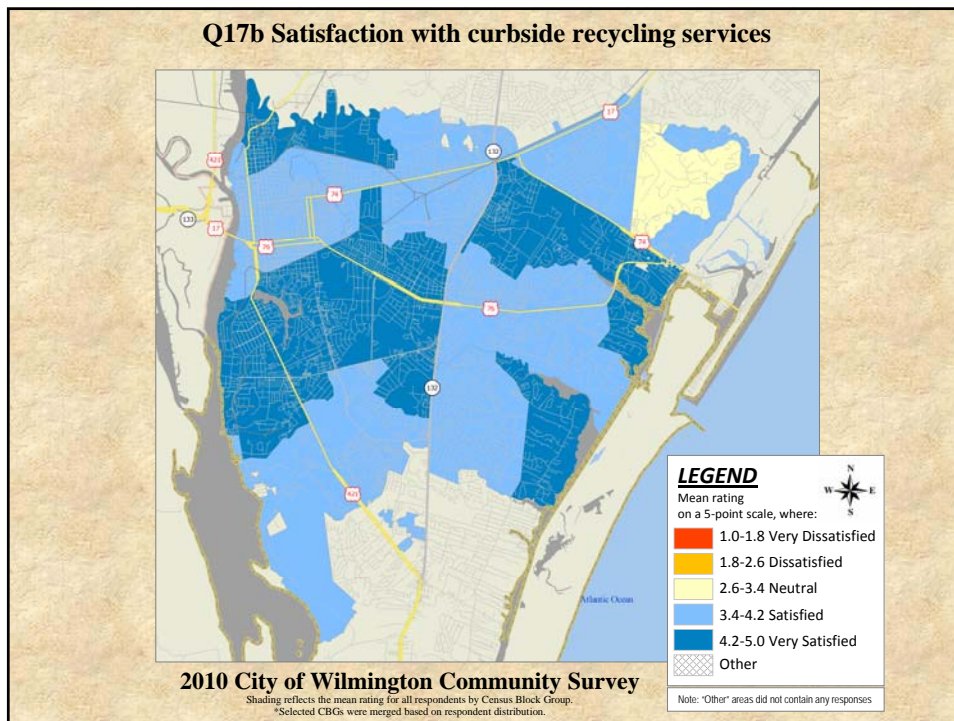 Q17b Satisfaction with curbside recycling services
17
132
421
74
133
17
76
74
76
132
421
Atlantic Ocean
LEGEND
Mean rating
on a 5-point scale, where:
N
W E
S
1.0-1.8 Very Dissatisfied
1.8-2.6 Dissatisfied
2.6-3.4 Neutral
3.4-4.2 Satisfied
4.2-5.0 Very Satisfied
Other
Note: "Other" areas did not contain any responses
2010 City of Wilmington Community Survey
Shading reflects the mean rating for all respondents by Census Block Group.
*Selected CBGs were merged based on respondent distribution.